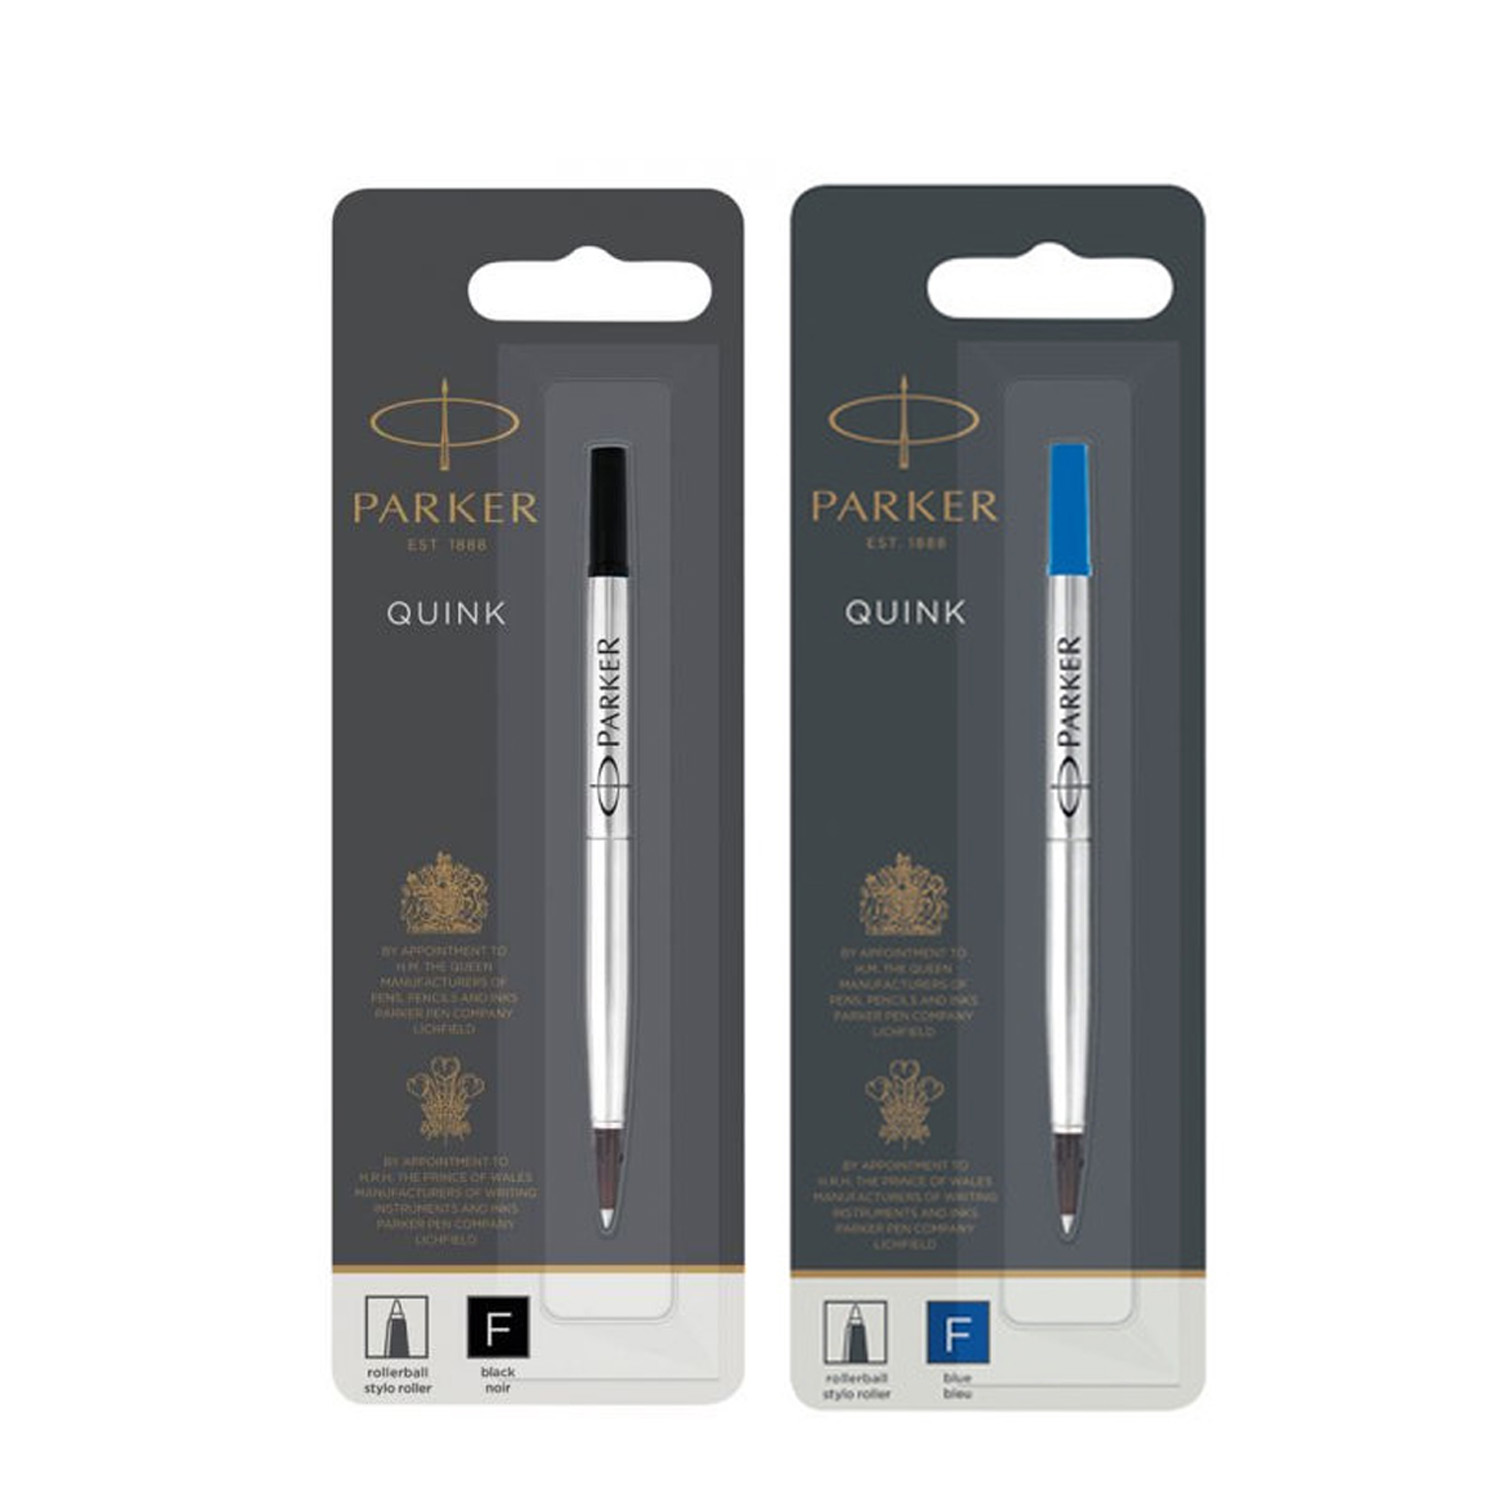 PARKER
EST. 1888
QUINK
PARKER
BY APPOINTMENT TO
H.M. THE QUEEN
MANUFACTURERS OF
PENS, PENCILS AND INKS
PARKER PEN COMPANY
LICHFIELD
BY APPOINTMENT TO
H.R.H. THE PRINCE OF WALES
MANUFACTURERS OF WRITING
INSTRUMENTS AND INKS
PARKER PEN COMPANY
LICHFIELD
rollerball
stylo roller
F
black
noir
PARKER
EST. 1888
QUINK
PARKER
BY APPOINTMENT TO
H.M. THE QUEEN
MANUFACTURERS OF
PENS, PENCILS AND INKS
PARKER PEN COMPANY
LICHFIELD
BY APPOINTMENT TO
H.R.H. THE PRINCE OF WALES
MANUFACTURERS OF WRITING
INSTRUMENTS AND INKS
PARKER PEN COMPANY
LICHFIELD
rollerball
stylo roller
F
blue
bleu